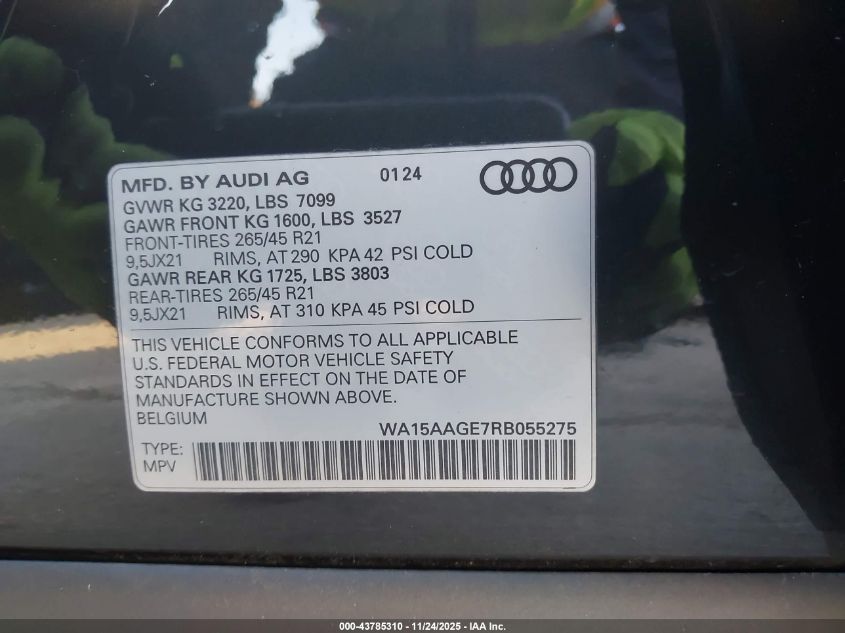 MFD. BY AUDI AG 0124
GVWR KG 3220, LBS 7099
GAWR FRONT KG 1600, LBS 3527
FRONT-TIRES 265/45 R21
9,5JX21 RIMS, AT 290 KPA 42 PSI COLD
GAWR REAR KG 1725, LBS 3803
REAR-TIRES 265/45 R21
9,5JX21 RIMS, AT 310 KPA 45 PSI COLD
THIS VEHICLE CONFORMS TO ALL APPLICABLE
U.S. FEDERAL MOTOR VEHICLE SAFETY
STANDARDS IN EFFECT ON THE DATE OF
MANUFACTURE SHOWN ABOVE.
BELGIUM
WA15AAGE7RB055275
TYPE:
MPV
000-43785310 - 11/24/2025 - IAA Inc.